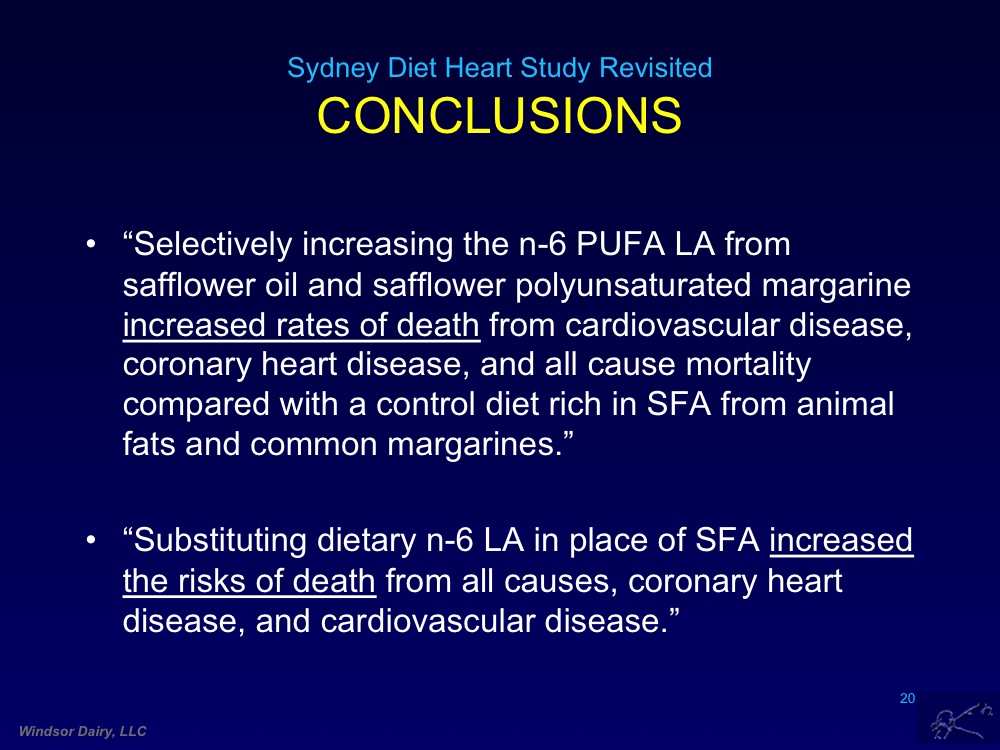 Sydney Diet Heart Study Revisited
CONCLUSIONS
• “Selectively increasing the n-6 PUFA LA from
safflower oil and safflower polyunsaturated margarine
increased rates of death from cardiovascular disease,
coronary heart disease, and all cause mortality
compared with a control diet rich in SFA from animal
fats and common margarines.”
• “Substituting dietary n-6 LA in place of SFA increased
the risks of death from all causes, coronary heart
disease, and cardiovascular disease.”
20
Windsor Dairy, LLC